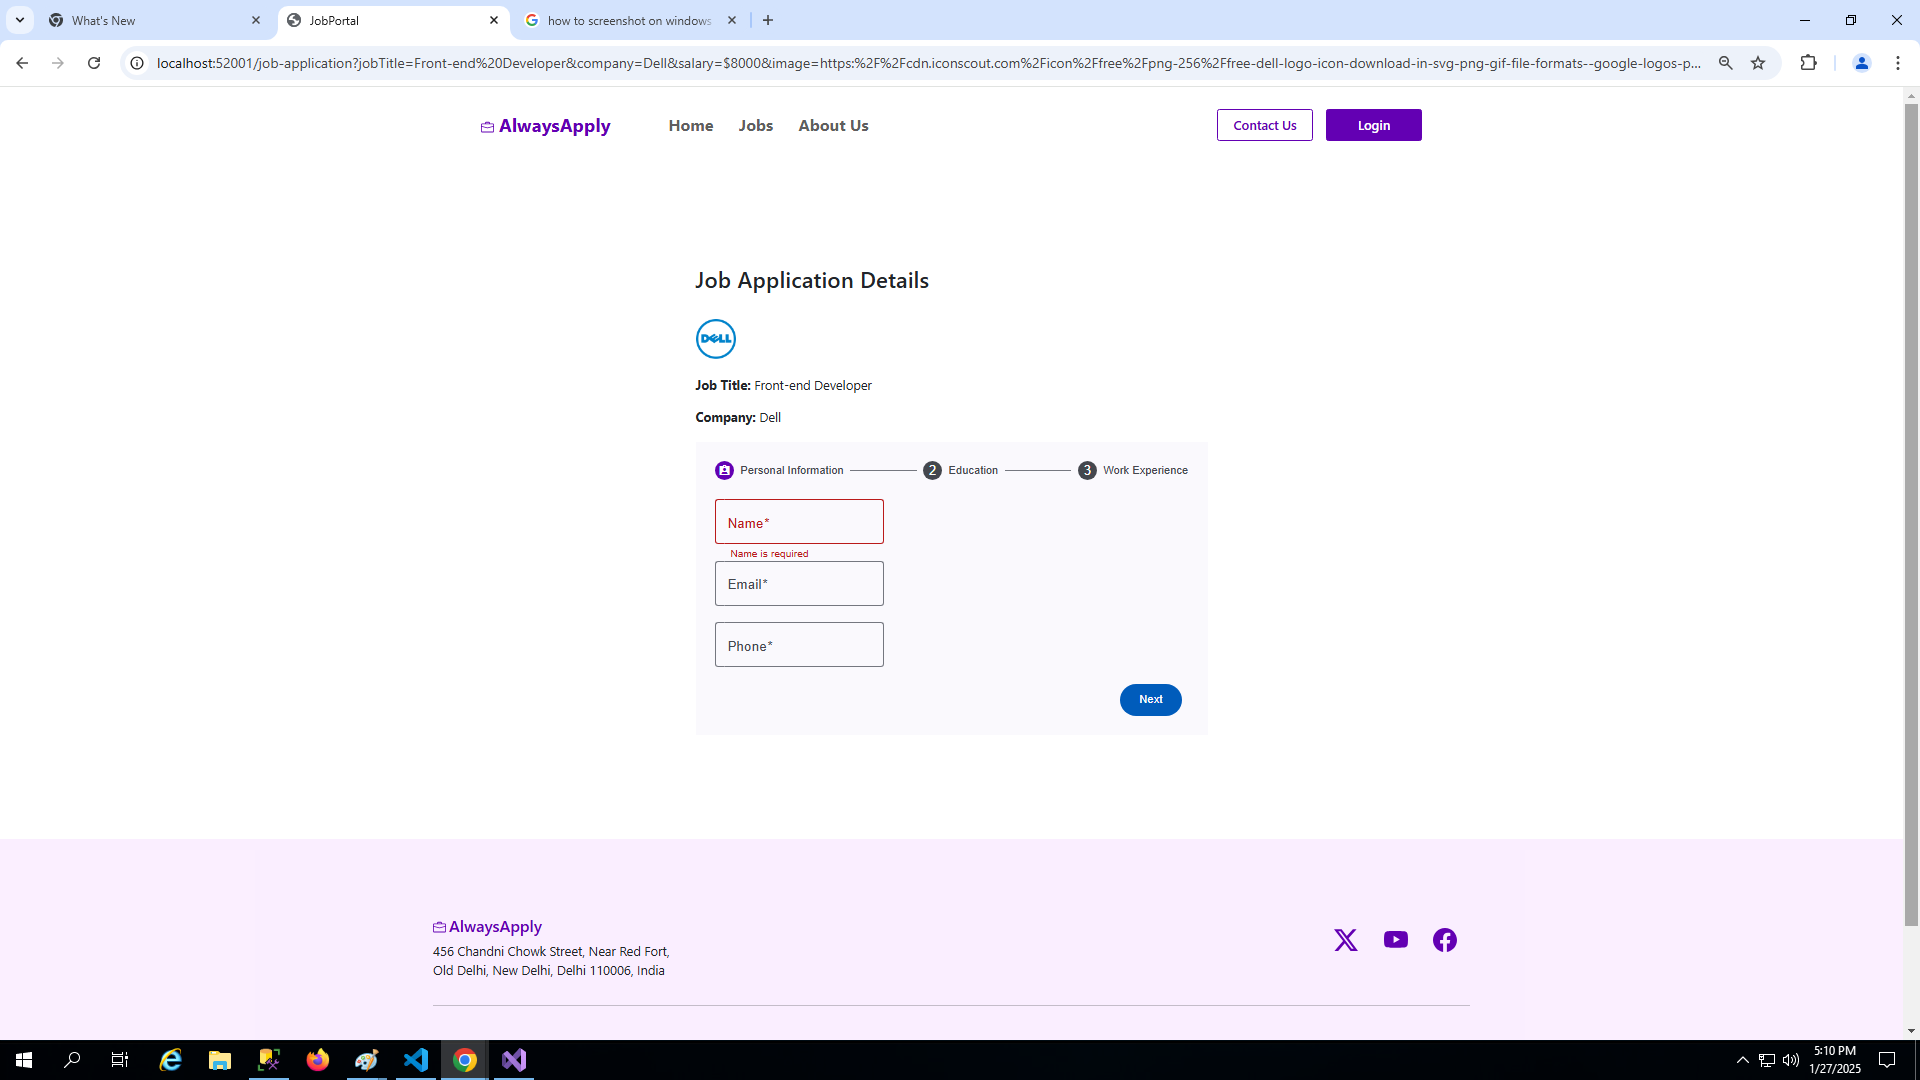 What's New
JobPortal
how to screenshot on windows
localhost:52001/job-application?jobTitle=Front-end%20Developer&company=Dell&salary=$8000&image=https:%2F%2Fcdn.iconscout.com%2Ficon%2Ffree%2Fpng-256%2Ffree-dell-logo-icon-download-in-svg-png-gif-file-formats--google-logos-p...
AlwaysApply
Home
Jobs
About Us
Contact Us
Login
Job Application Details
DELL
Job Title: Front-end Developer
Company: Dell
Personal Information
2 Education
3 Work Experience
Name*
Name is required
Email*
Phone*
Next
AlwaysApply
456 Chandni Chowk Street, Near Red Fort,
Old Delhi, New Delhi, Delhi 110006, India
5:10 PM
1/27/2025